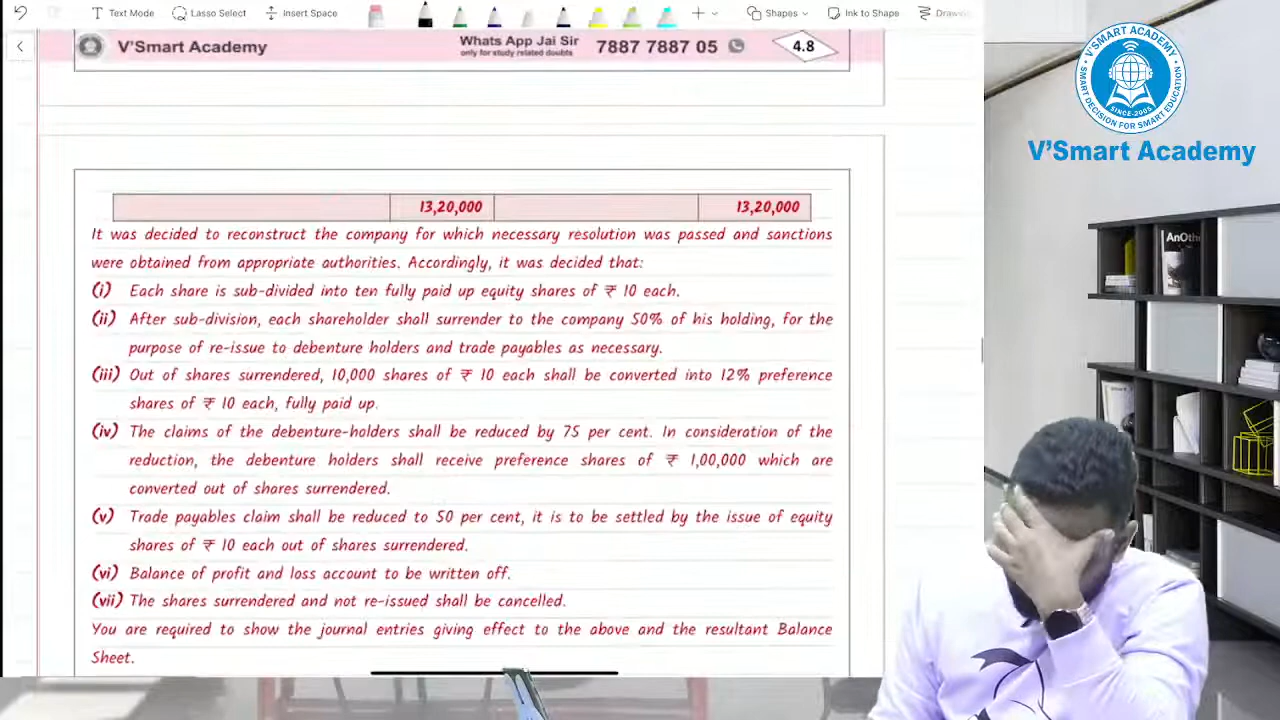 Text Mode Lasso Select Insert Space Shapes Ink to Shape Drawing
V'Smart Academy Whats App Jai Sir 7887 7887 05 4.8
only for study related doubts
13,20,000 13,20,000
It was decided to reconstruct the company for which necessary resolution was passed and sanctions
were obtained from appropriate authorities. Accordingly, it was decided that:
(i) Each share is sub-divided into ten fully paid up equity shares of ₹ 10 each.
(ii) After sub-division, each shareholder shall surrender to the company 50% of his holding, for the
purpose of re-issue to debenture holders and trade payables as necessary.
(iii) Out of shares surrendered, 10,000 shares of ₹ 10 each shall be converted into 12% preference
shares of ₹ 10 each, fully paid up.
(iv) The claims of the debenture-holders shall be reduced by 75 per cent. In consideration of the
reduction, the debenture holders shall receive preference shares of ₹ 1,00,000 which are
converted out of shares surrendered.
(v) Trade payables claim shall be reduced to 50 per cent, it is to be settled by the issue of equity
shares of ₹ 10 each out of shares surrendered.
(vi) Balance of profit and loss account to be written off.
(vii) The shares surrendered and not re-issued shall be cancelled.
You are required to show the journal entries giving effect to the above and the resultant Balance
Sheet.
V'SMART ACADEMY
SINCE-2005
SMART DECISION FOR SMART EDUCATION
V'Smart Academy
AnOth